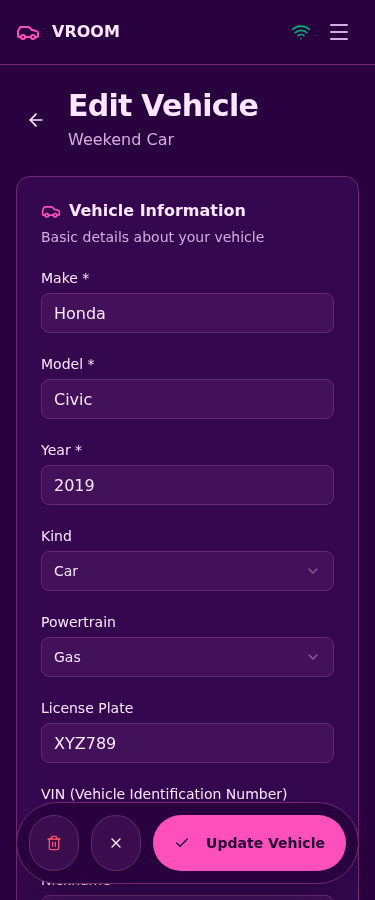 VROOM
Edit Vehicle
Weekend Car
Vehicle Information
Basic details about your vehicle
Make *
Honda
Model *
Civic
Year *
2019
Kind
Car
Powertrain
Gas
License Plate
XYZ789
VIN (Vehicle Identification Number)
Update Vehicle
Nickname